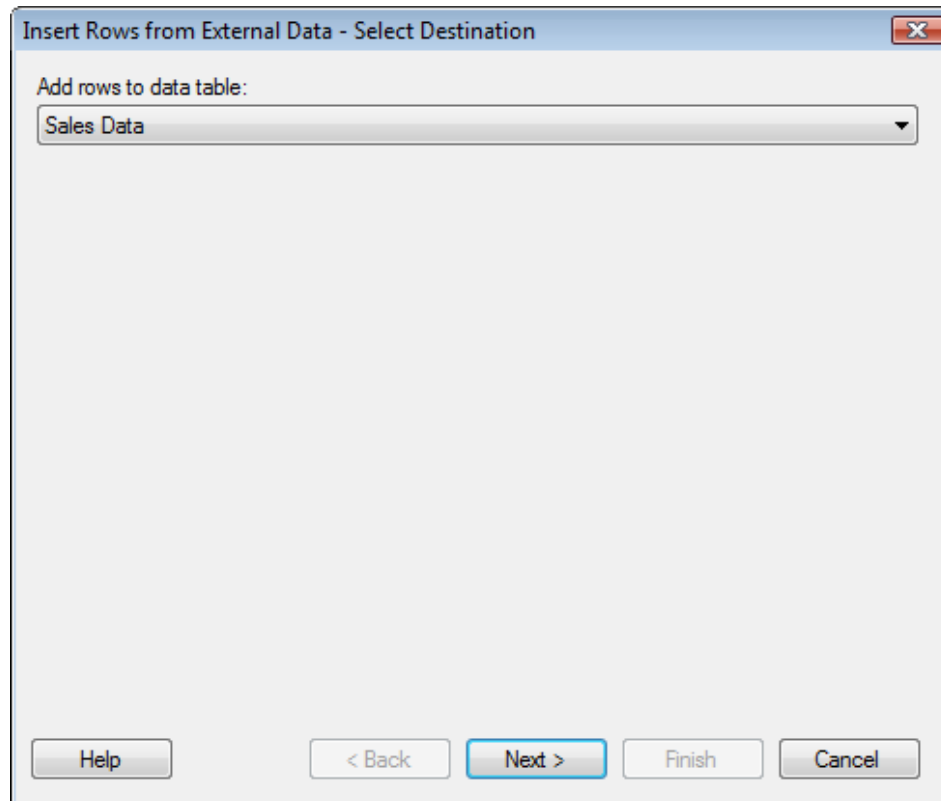 Insert Rows from External Data - Select Destination
Add rows to data table:
Sales Data
Help < Back Next > Finish Cancel